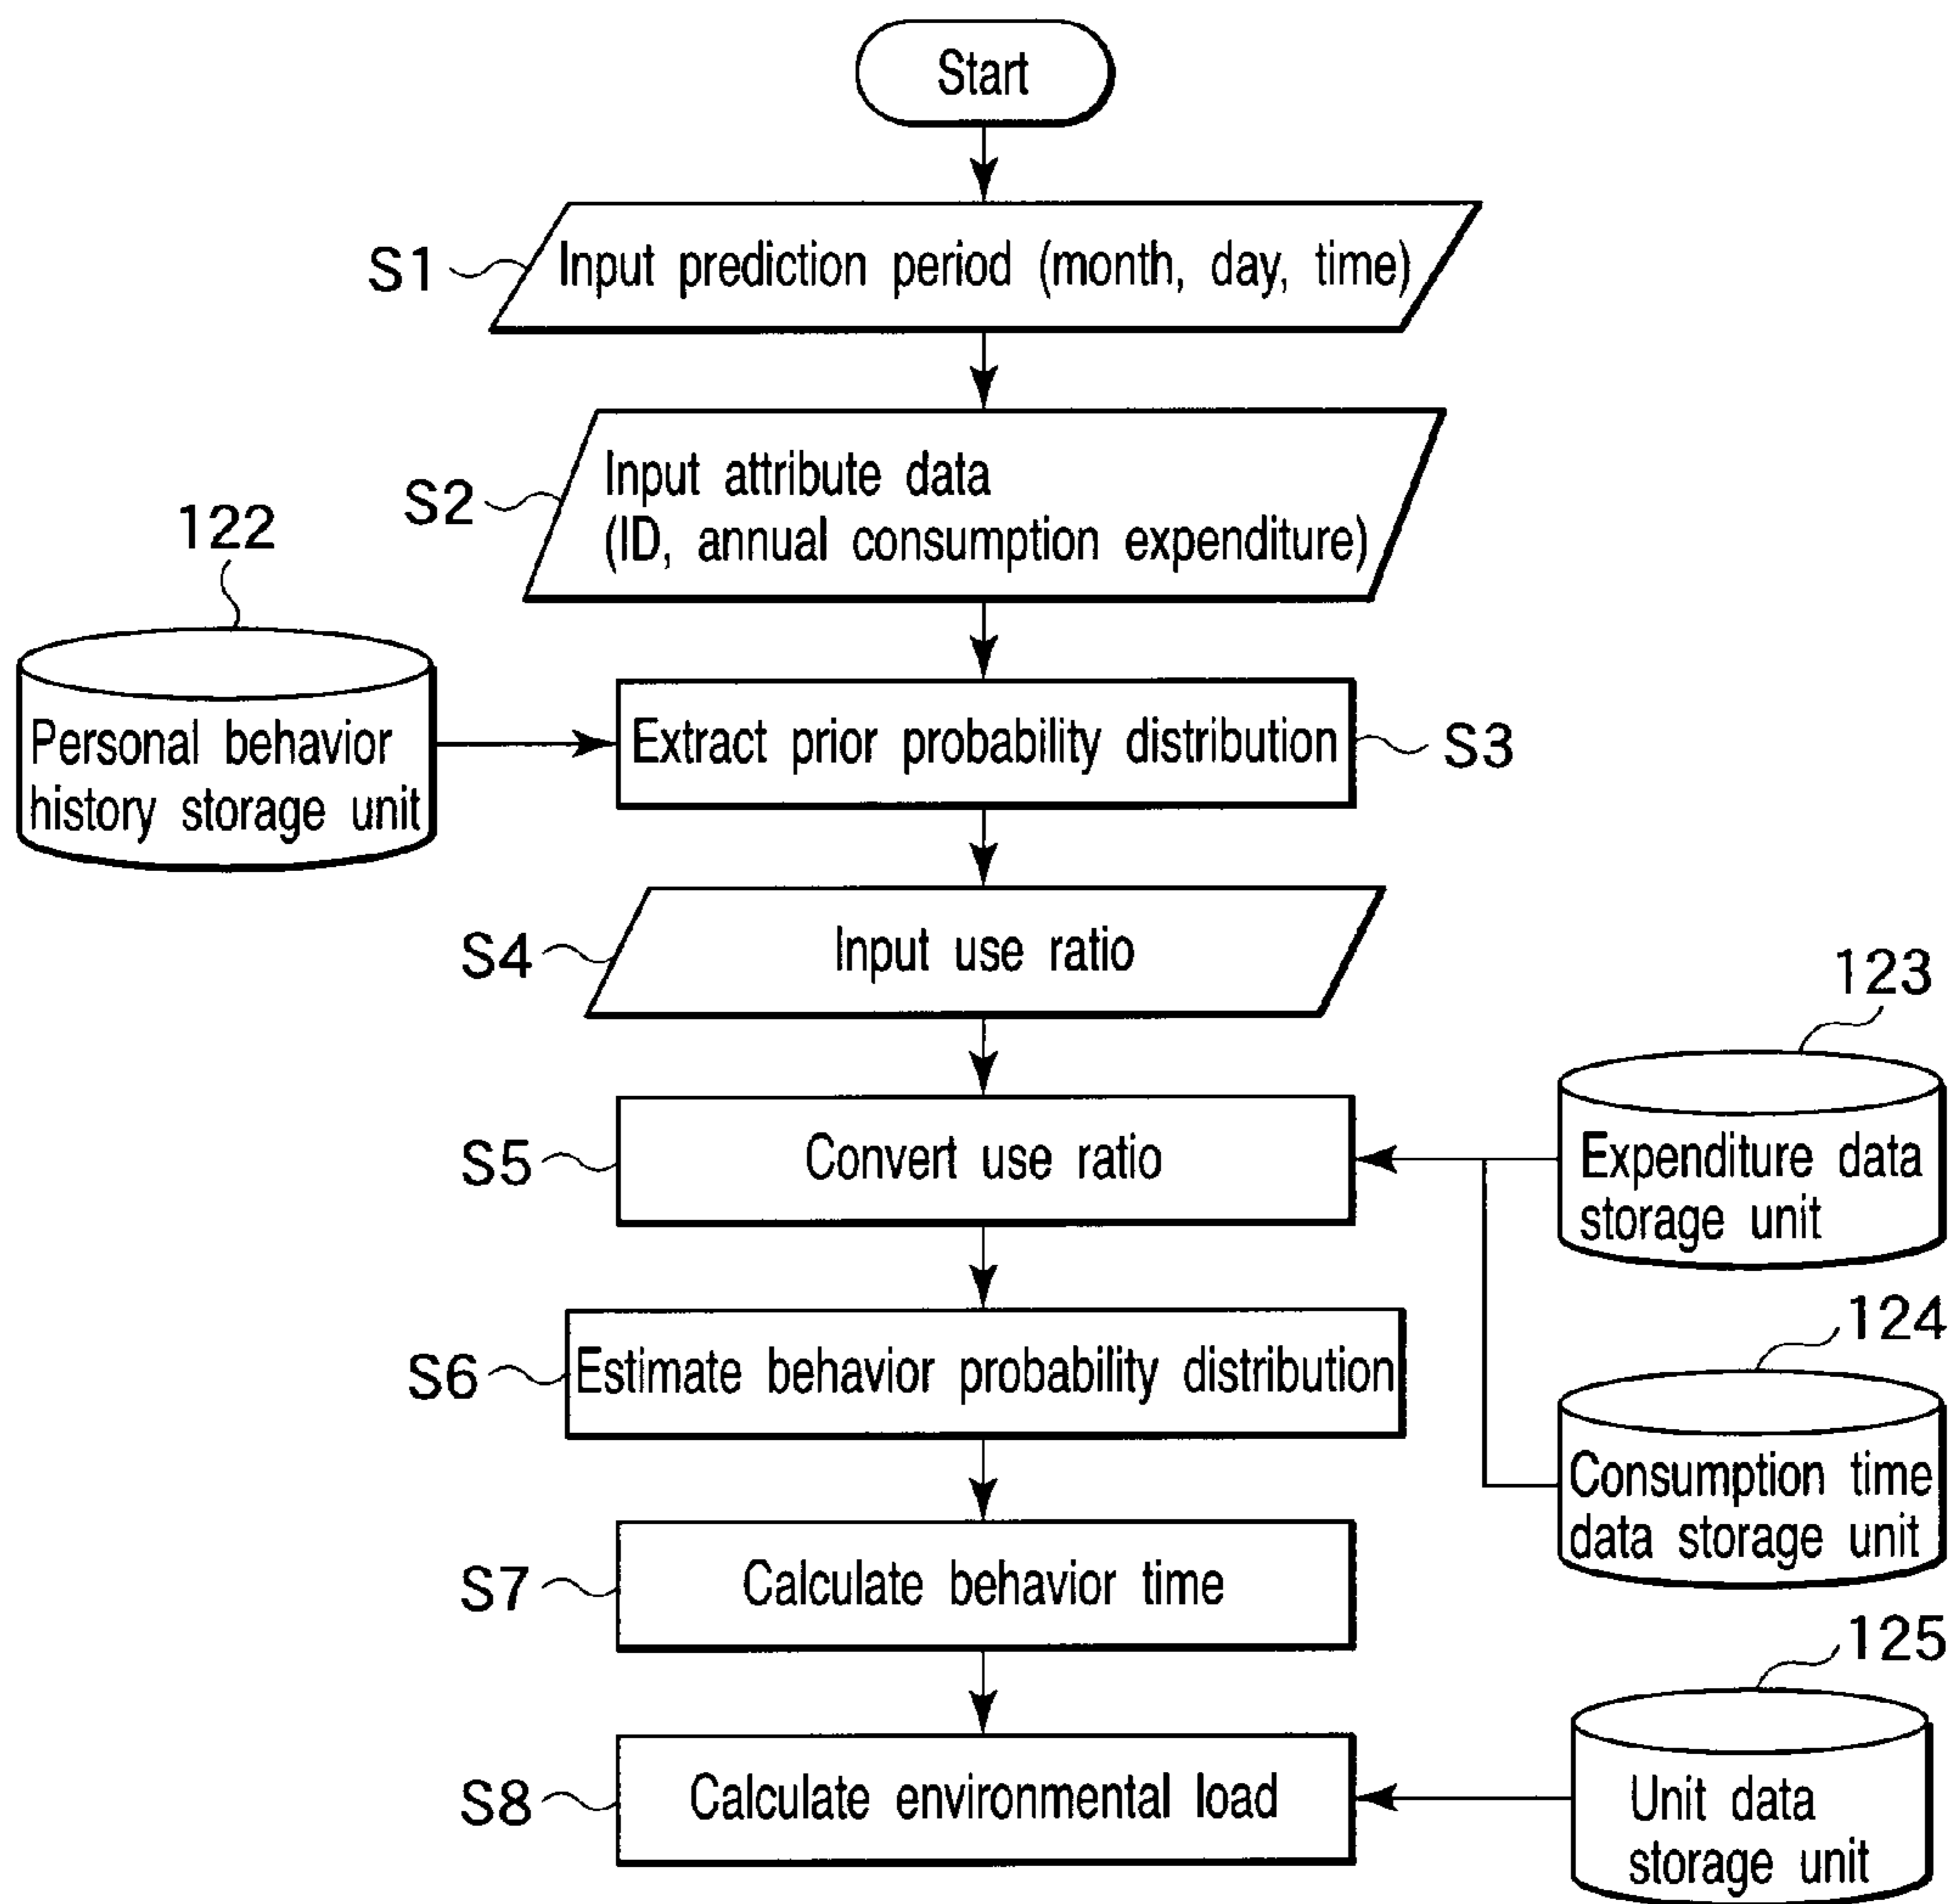 Start
S1
Input prediction period (month, day, time)
S2
Input attribute data
(ID, annual consumption expenditure)
122
Personal behavior
history storage unit
Extract prior probability distribution
S3
S4
Input use ratio
123
S5
Convert use ratio
Expenditure data
storage unit
124
S6
Estimate behavior probability distribution
Consumption time
data storage unit
S7
Calculate behavior time
125
S8
Calculate environmental load
Unit data
storage unit